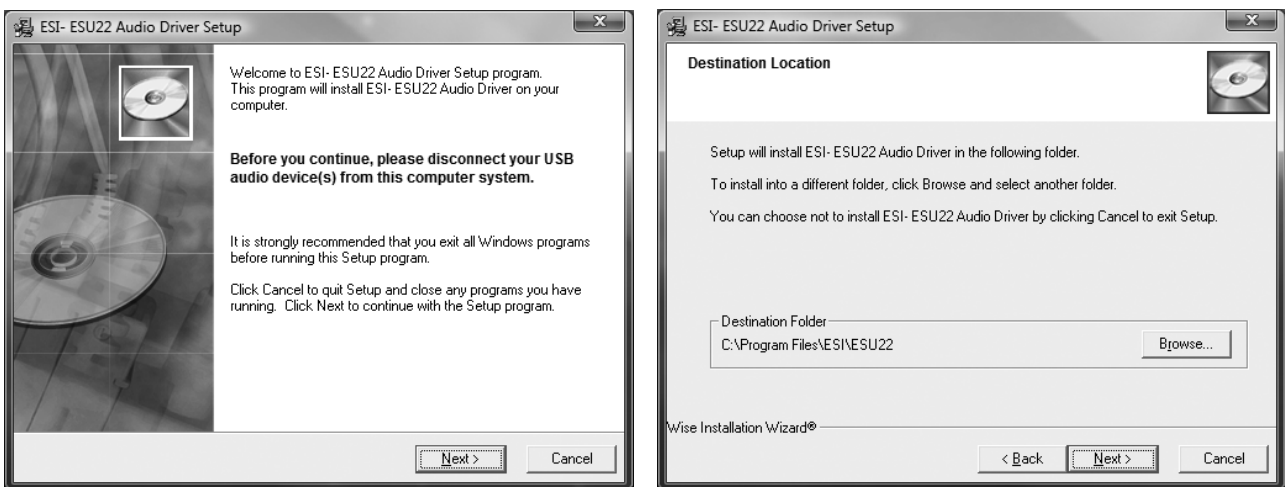 ESI- ESU22 Audio Driver Setup
Welcome to ESI- ESU22 Audio Driver Setup program.
This program will install ESI- ESU22 Audio Driver on your
computer.
Before you continue, please disconnect your USB
audio device(s) from this computer system.
It is strongly recommended that you exit all Windows programs
before running this Setup program.
Click Cancel to quit Setup and close any programs you have
running. Click Next to continue with the Setup program.
Next >
Cancel
ESI- ESU22 Audio Driver Setup
Destination Location
Setup will install ESI- ESU22 Audio Driver in the following folder.
To install into a different folder, click Browse and select another folder.
You can choose not to install ESI- ESU22 Audio Driver by clicking Cancel to exit Setup.
Destination Folder
C:\Program Files\ESI\ESU22
Browse...
Wise Installation Wizard®
< Back
Next >
Cancel